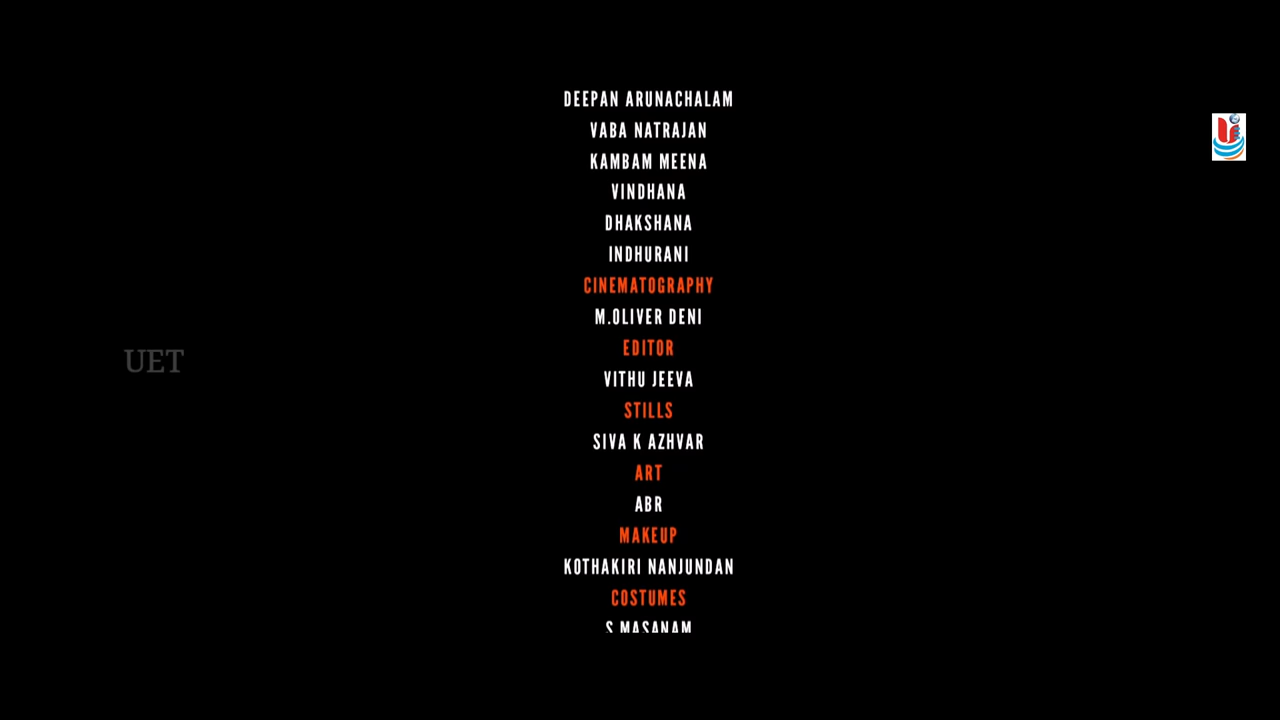 DEEPAN ARUNACHALAM
VABA NATRAJAN
KAMBAM MEENA
VINDHANA
DHAKSHANA
INDHURANI
CINEMATOGRAPHY
M.OLIVER DENI
EDITOR
UET
VITHU JEEVA
STILLS
SIVA K AZHVAR
ART
ABR
MAKEUP
KOTHAKIRI NANJUNDAN
COSTUMES
S MASANAM